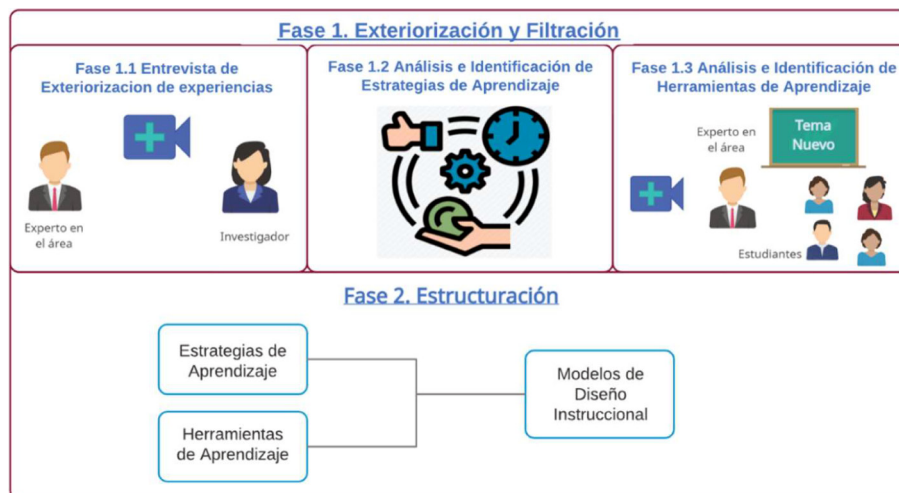 Fase 1. Exteriorización y Filtración
Fase 1.1 Entrevista de
Exteriorizacion de experiencias
Experto en
el área
Investigador
Fase 1.2 Análisis e Identificación de
Estrategias de Aprendizaje
Fase 1.3 Análisis e Identificación de
Herramientas de Aprendizaje
Experto en
el área
Tema
Nuevo
Estudiantes
Fase 2. Estructuración
Estrategias de
Aprendizaje
Herramientas
de Aprendizaje
Modelos de
Diseño
Instruccional